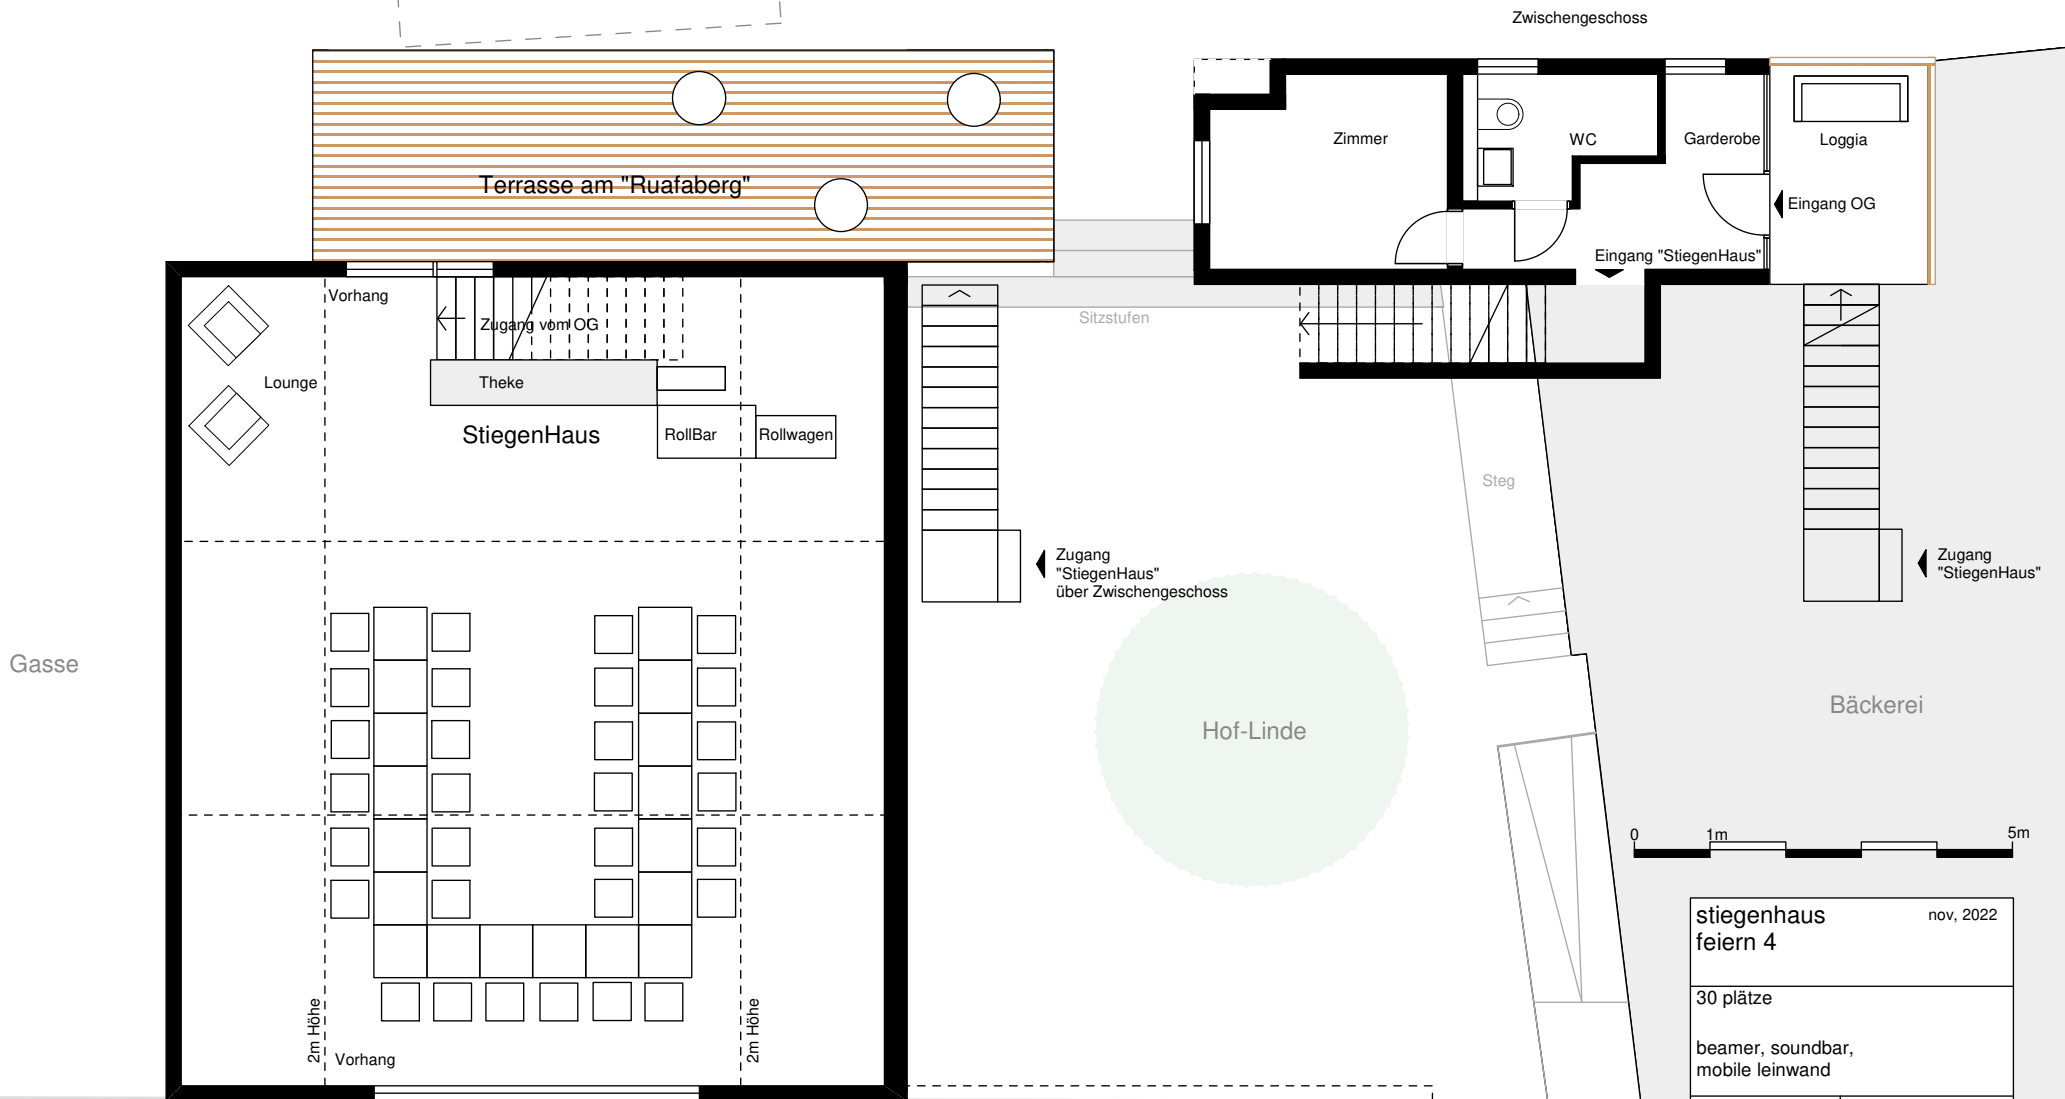 Zwischengeschoss
Terrasse am "Ruafaberg"
Zimmer
WC
Garderobe
Loggia
Eingang OG
Eingang "StiegenHaus"
Vorhang
Zugang vom OG
Sitzstufen
Lounge
Theke
StiegenHaus
RollBar
Rollwagen
Steg
Zugang
"StiegenHaus"
über Zwischengeschoss
Zugang
"StiegenHaus"
Gasse
Hof-Linde
Bäckerei
0 1m 5m
stiegenhaus nov, 2022
feiern 4
30 plätze
beamer, soundbar,
mobile leinwand
2m Höhe
2m Höhe
Vorhang